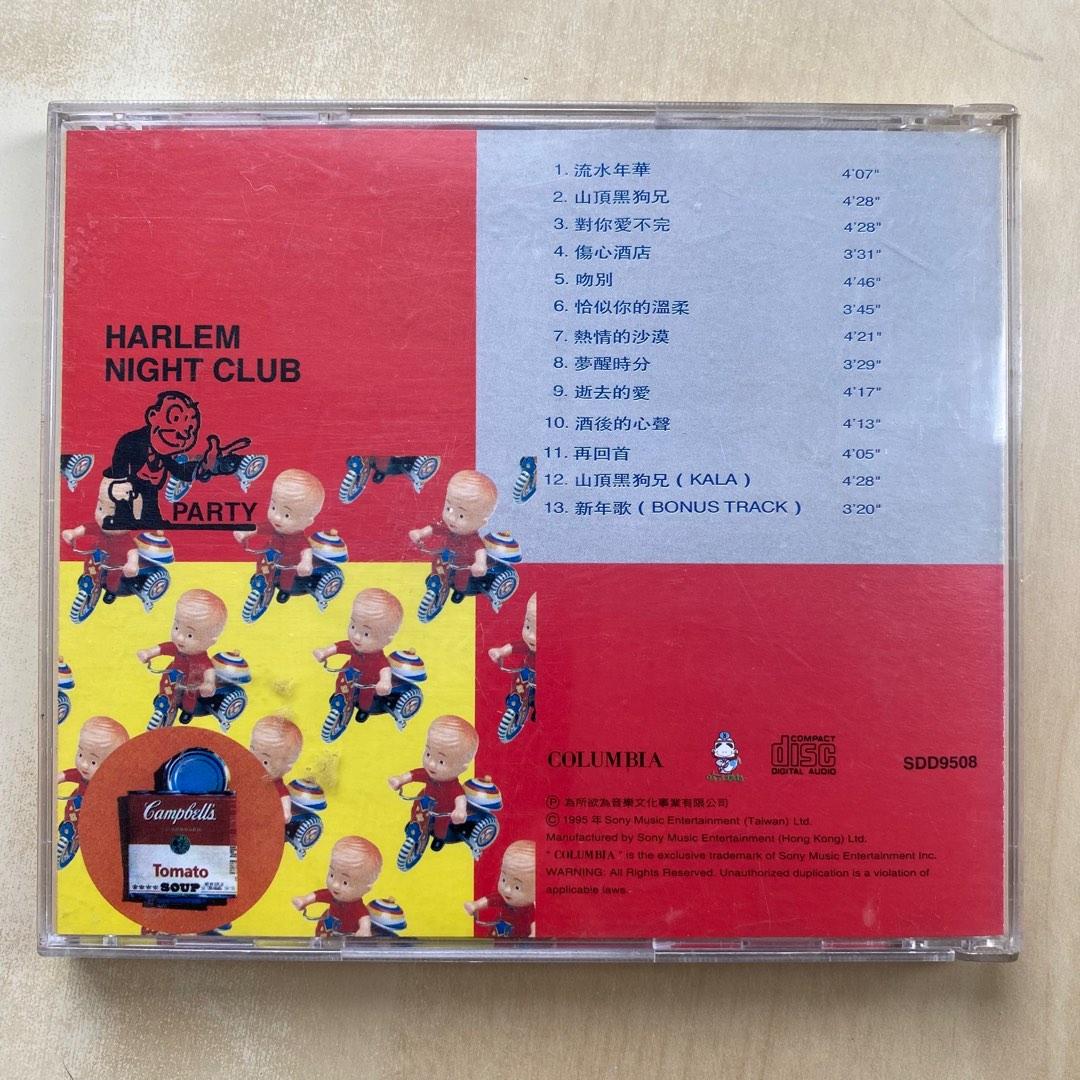 HARLEM
NIGHT CLUB
PARTY
1. 流水年華 4'07"
2. 山頂黑狗兄 4'28"
3. 對你愛不完 4'28"
4. 傷心酒店 3'31"
5. 吻別 4'46"
6. 恰似你的溫柔 3'45"
7. 熱情的沙漠 4'21"
8. 夢醒時分 3'29"
9. 逝去的愛 4'17"
10. 酒後的心聲 4'13"
11. 再回首 4'05"
12. 山頂黑狗兄 ( KALA ) 4'28"
13. 新年歌 ( BONUS TRACK ) 3'20"
Campbell's
Tomato
SOUP
COLUMBIA
COMPACT
disc
DIGITAL AUDIO
SDD9508
Ⓟ 為所欲為音樂文化事業有限公司
© 1995 年 Sony Music Entertainment (Taiwan) Ltd.
Manufactured by Sony Music Entertainment (Hong Kong) Ltd.
" COLUMBIA " is the exclusive trademark of Sony Music Entertainment Inc.
WARNING: All Rights Reserved. Unauthorized duplication is a violation of
applicable laws.